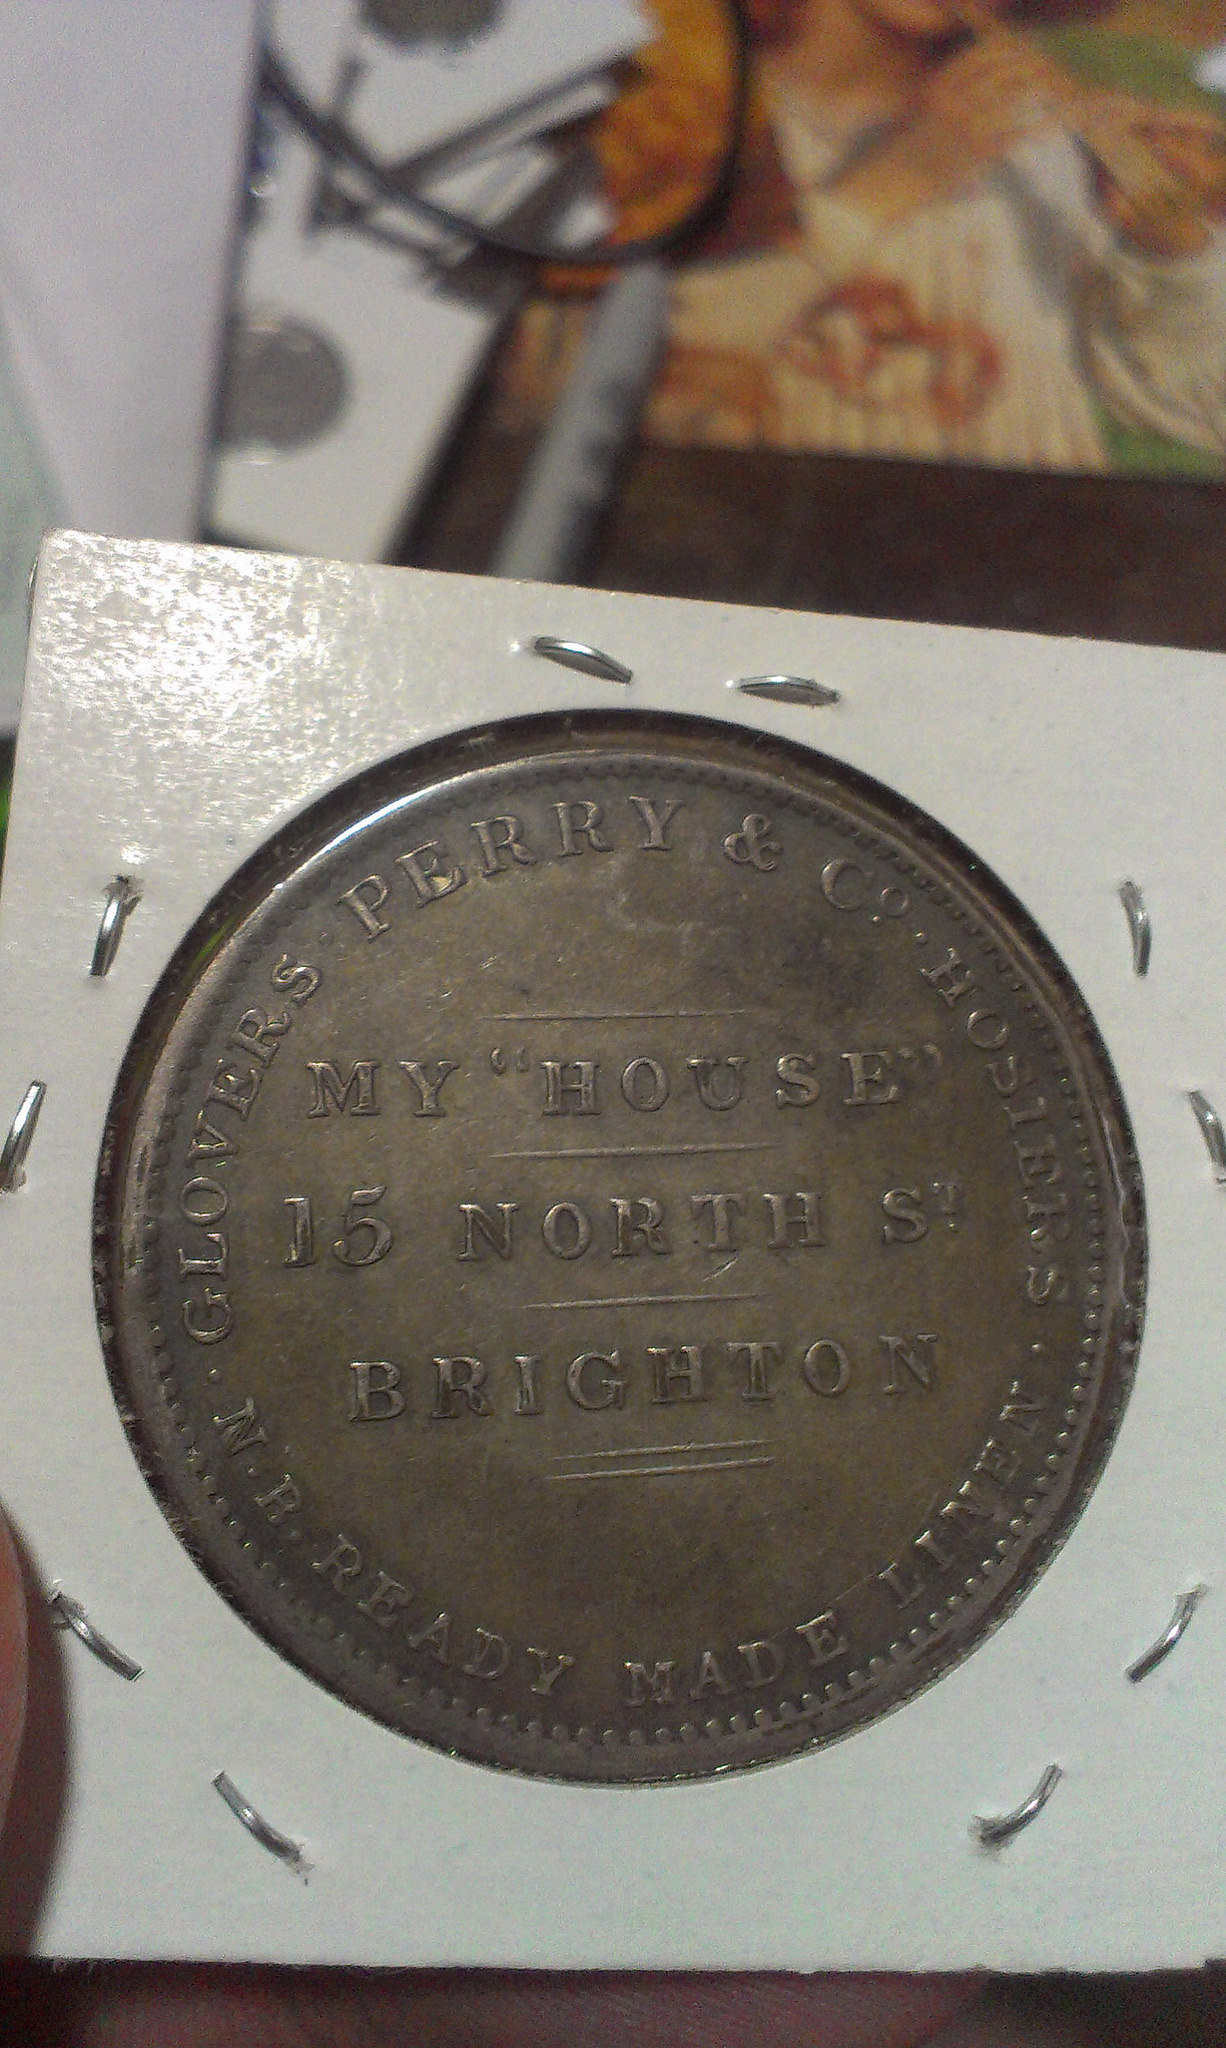 PERRY & Cº.
GLOVERS
HOSIERS
MY "HOUSE"
15 NORTH Sᵀ.
BRIGHTON
N.B. READY MADE LINEN.